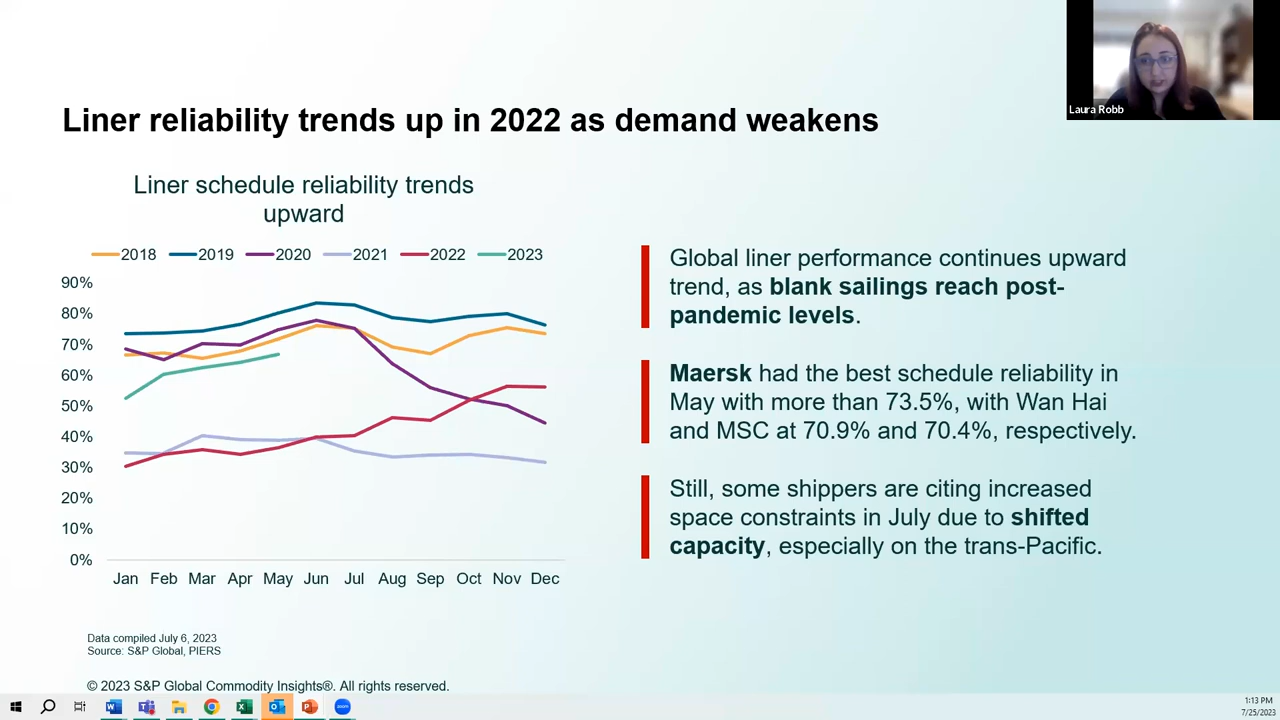 Laura Robb
Liner reliability trends up in 2022 as demand weakens
Liner schedule reliability trends
upward
2018 2019 2020 2021 2022 2023
90%
80%
70%
60%
50%
40%
30%
20%
10%
0%
Jan Feb Mar Apr May Jun Jul Aug Sep Oct Nov Dec
Global liner performance continues upward
trend, as blank sailings reach post-
pandemic levels.
Maersk had the best schedule reliability in
May with more than 73.5%, with Wan Hai
and MSC at 70.9% and 70.4%, respectively.
Still, some shippers are citing increased
space constraints in July due to shifted
capacity, especially on the trans-Pacific.
Data compiled July 6, 2023
Source: S&P Global, PIERS
© 2023 S&P Global Commodity Insights®. All rights reserved.
zoom
1:13 PM
7/25/2023